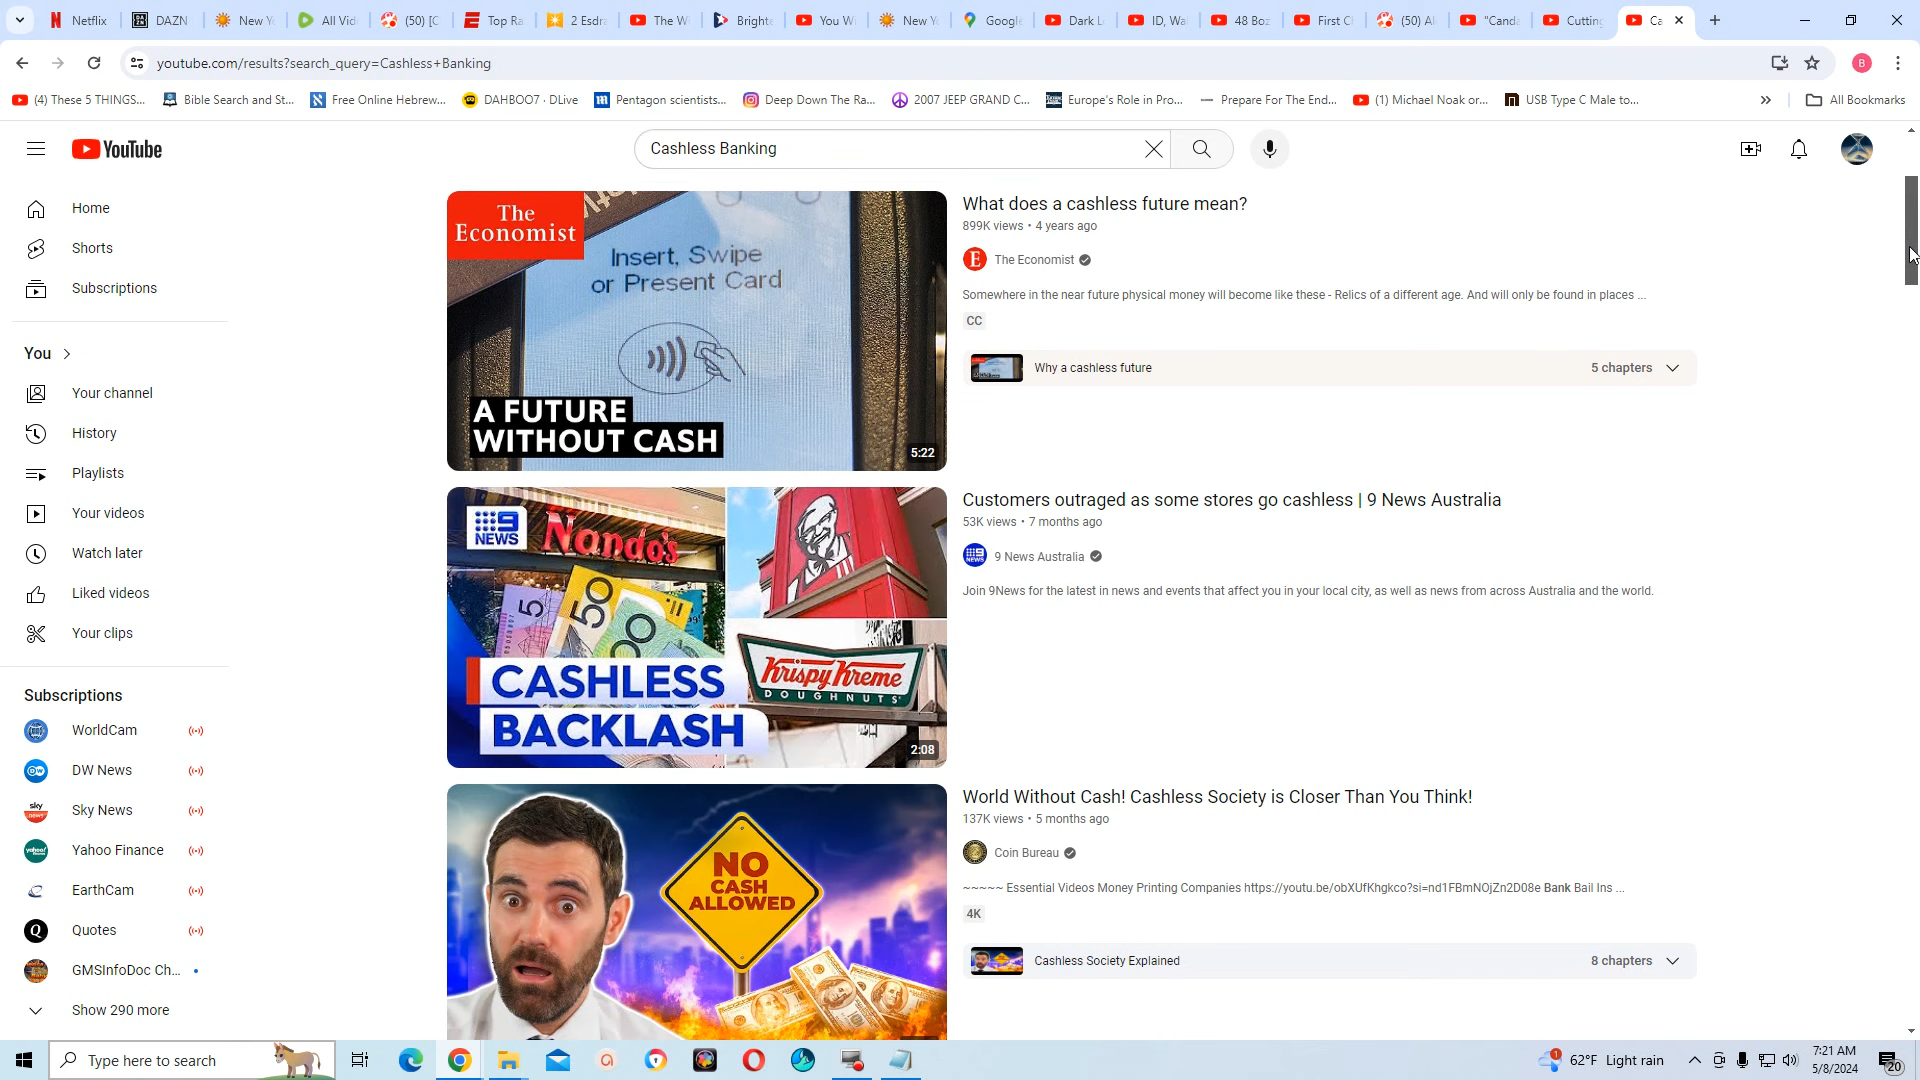 Netflix
DAZN
New Y
All Vid
(50) [C
Top Ra
2 Esdra
The W
Bright
You W
New Y
Google
Dark L
ID, Wa
48 Boz
First C
(50) Al
"Canda
Cutting
Ca
youtube.com/results?search_query=Cashless+Banking
B
(4) These 5 THINGS...
Bible Search and St...
Free Online Hebrew...
DAHBOO7 · DLive
Pentagon scientists...
Deep Down The Ra...
2007 JEEP GRAND C...
Europe's Role in Pro...
Prepare For The End...
(1) Michael Noak or...
USB Type C Male to...
All Bookmarks
YouTube
Cashless Banking
Home
Shorts
Subscriptions
You
Your channel
History
Playlists
Your videos
Watch later
Liked videos
Your clips
Subscriptions
WorldCam
DW News
Sky News
Yahoo Finance
EarthCam
Quotes
GMSInfoDoc Ch...
Show 290 more
The
Economist
Insert, Swipe
or Present Card
A FUTURE
WITHOUT CASH
5:22
What does a cashless future mean?
899K views • 4 years ago
The Economist
Somewhere in the near future physical money will become like these - Relics of a different age. And will only be found in places ...
CC
Why a cashless future
5 chapters
9 NEWS
Nando's
5
50
100
Krispy Kreme
DOUGHNUTS
CASHLESS
BACKLASH
2:08
Customers outraged as some stores go cashless | 9 News Australia
53K views • 7 months ago
9 News Australia
Join 9News for the latest in news and events that affect you in your local city, as well as news from across Australia and the world.
NO
CASH
ALLOWED
World Without Cash! Cashless Society is Closer Than You Think!
137K views • 5 months ago
Coin Bureau
~~~~~ Essential Videos Money Printing Companies https://youtu.be/obXUfKhgkco?si=nd1FBmNOjZn2D08e Bank Bail Ins ...
4K
Cashless Society Explained
8 chapters
Type here to search
1
62°F Light rain
7:21 AM
5/8/2024
20